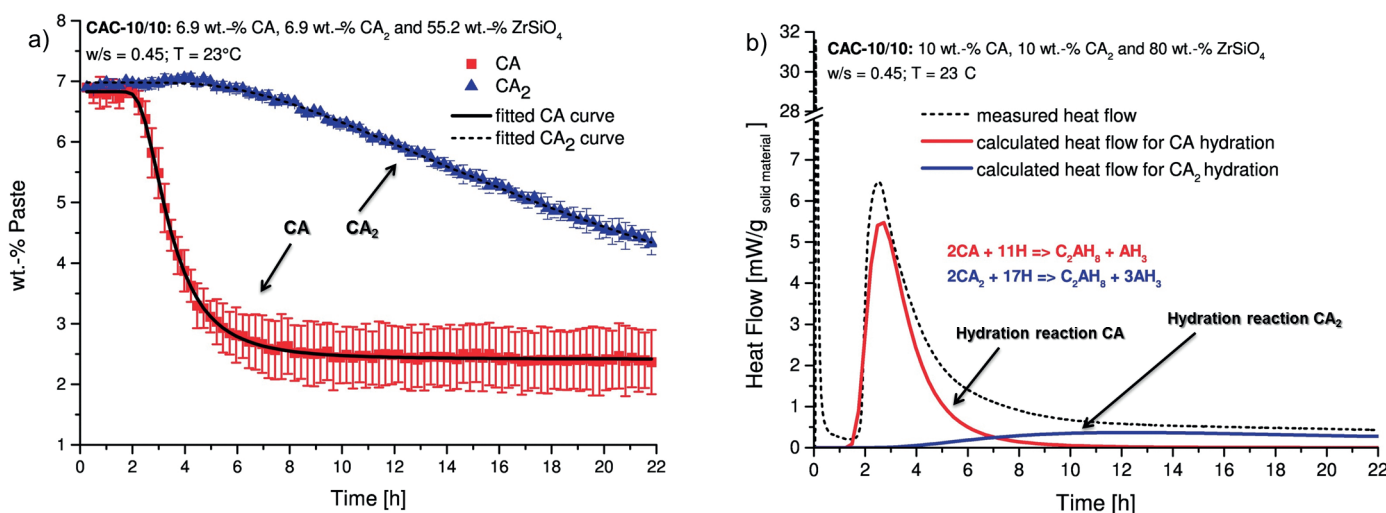 a)
CAC-10/10: 6.9 wt.-% CA, 6.9 wt.-% CA₂ and 55.2 wt.-% ZrSiO₄
w/s = 0.45; T = 23°C
CA
CA₂
fitted CA curve
fitted CA₂ curve
CA
CA₂
wt.-% Paste
8
7
6
5
4
3
2
1
0 2 4 6 8 10 12 14 16 18 20 22
Time [h]
b)
CAC-10/10: 10 wt.-% CA, 10 wt.-% CA₂ and 80 wt.-% ZrSiO₄
w/s = 0.45; T = 23 C
measured heat flow
calculated heat flow for CA hydration
calculated heat flow for CA₂ hydration
2CA + 11H => C₂AH₈ + AH₃
2CA₂ + 17H => C₂AH₈ + 3AH₃
Hydration reaction CA
Hydration reaction CA₂
Heat Flow [mW/g solid material]
32
30
28
7
6
5
4
3
2
1
0
0 2 4 6 8 10 12 14 16 18 20 22
Time [h]